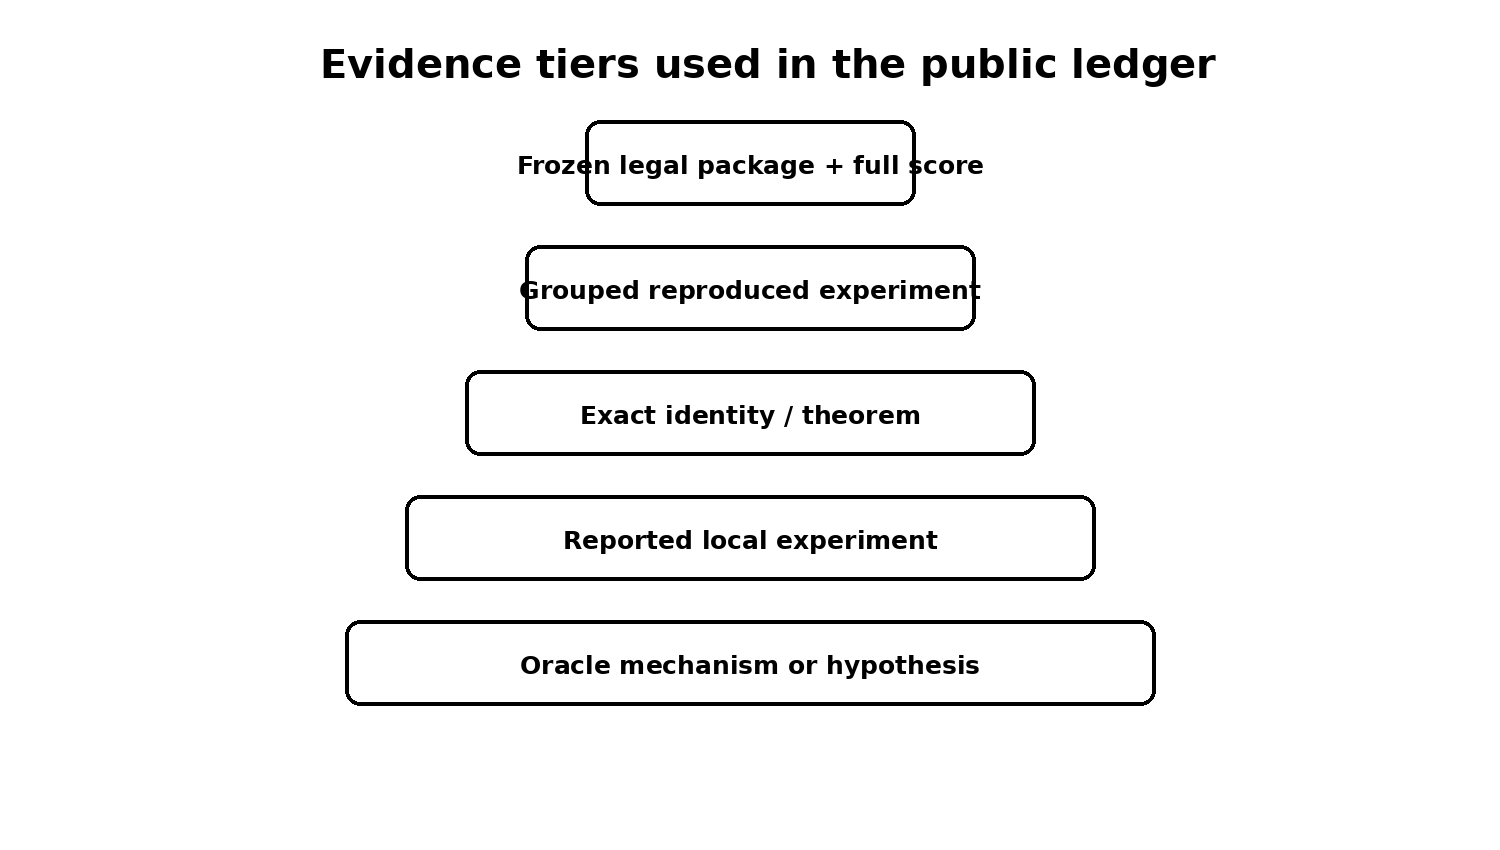 Evidence tiers used in the public ledger
Frozen legal package + full score
Grouped reproduced experiment
Exact identity / theorem
Reported local experiment
Oracle mechanism or hypothesis